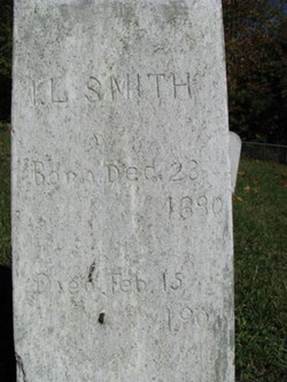 SMITH
Born Dec. 23
1890
Died Feb. 15